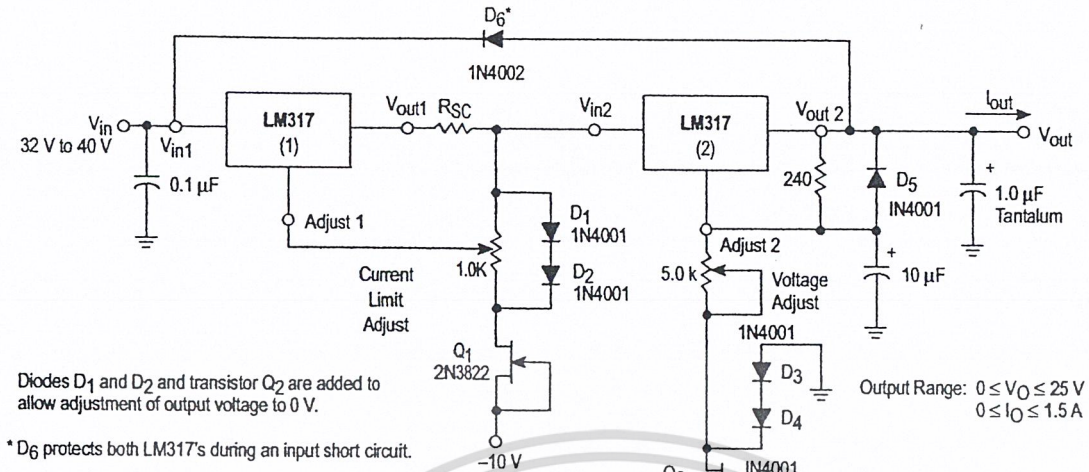 D6*
1N4002
Vin
32 V to 40 V
Vin1
0.1 µF
LM317
(1)
Adjust 1
Vout1
RSC
Vin2
LM317
(2)
Vout 2
Iout
Vout
240
D5
IN4001
+
1.0 µF
Tantalum
Adjust 2
+
10 µF
Current
Limit
Adjust
1.0K
D1
1N4001
D2
1N4001
5.0 k
Voltage
Adjust
Q1
2N3822
–10 V
1N4001
D3
D4
IN4001
Diodes D1 and D2 and transistor Q2 are added to
allow adjustment of output voltage to 0 V.
* D6 protects both LM317's during an input short circuit.
Output Range: 0 ≤ VO ≤ 25 V
0 ≤ IO ≤ 1.5 A